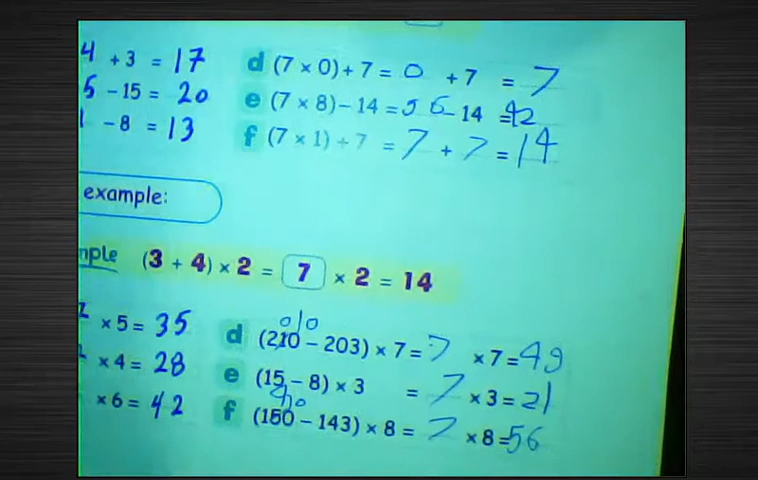 4 + 3 = 17
d (7 × 0) + 7 = 0 + 7 = 7
5 - 15 = 20
e (7 × 8) - 14 = 56 - 14 = 42
1 - 8 = 13
f (7 × 1) + 7 = 7 + 7 = 14
example:
mple (3 + 4) × 2 = 7 × 2 = 14
× 5 = 35
d (210 - 203) × 7 = 7 × 7 = 49
× 4 = 28
e (15 - 8) × 3 = 7 × 3 = 21
× 6 = 42
f (150 - 143) × 8 = 7 × 8 = 56